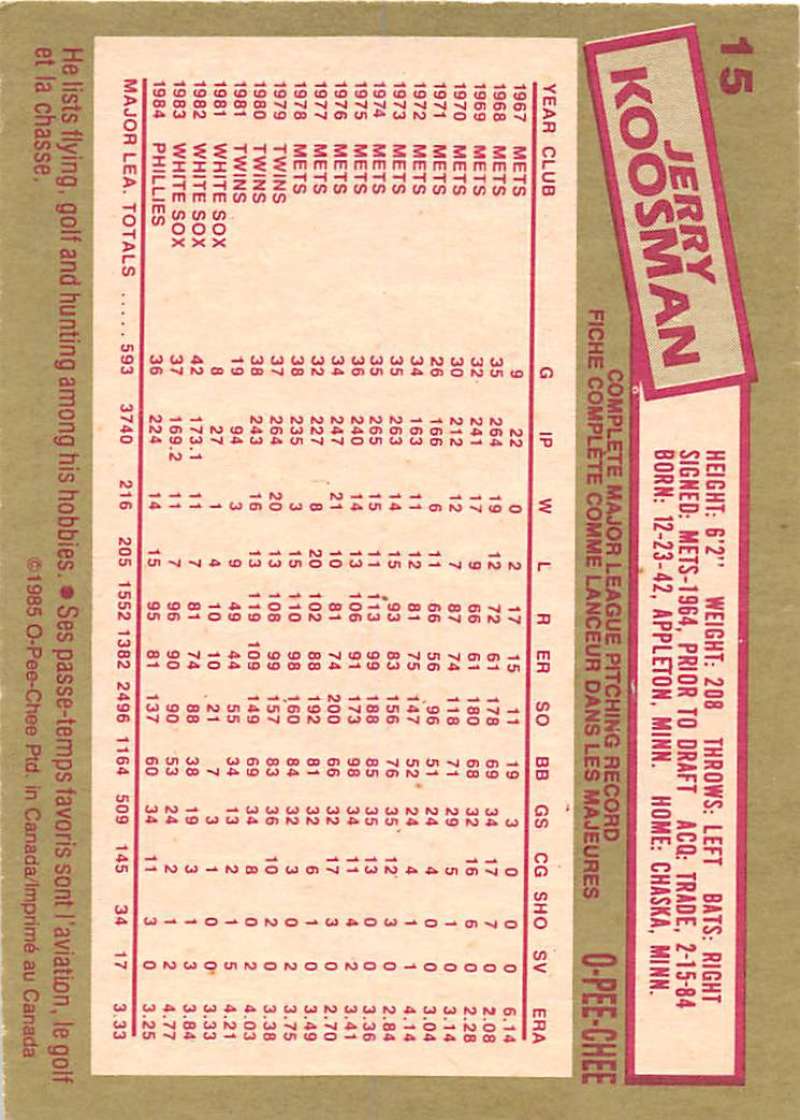 15
JERRY
KOOSMAN
HEIGHT: 6'2" WEIGHT: 208 THROWS: LEFT BATS: RIGHT
SIGNED: METS-1964, PRIOR TO DRAFT ACQ: TRADE, 2-15-84
BORN: 12-23-42, APPLETON, MINN. HOME: CHASKA, MINN.
COMPLETE MAJOR LEAGUE PITCHING RECORD
FICHE COMPLÈTE COMME LANCEUR DANS LES MAJEURES
O-PEE-CHEE
YEAR CLUB G IP W L R ER SO BB GS CG SHO SV ERA
1967 METS 9 22 0 2 17 15 11 19 3 0 0 0 6.14
1968 METS 35 264 19 12 72 61 178 69 34 17 7 0 2.08
1969 METS 32 241 17 9 66 61 180 68 32 16 6 0 2.28
1970 METS 30 212 12 7 87 74 118 71 29 5 1 0 3.14
1971 METS 26 166 6 11 66 56 96 51 24 4 0 0 3.04
1972 METS 34 163 11 12 81 75 147 52 24 4 1 1 4.14
1973 METS 35 263 14 15 93 83 156 76 35 12 3 0 2.84
1974 METS 35 265 15 11 113 99 188 85 35 13 0 0 3.36
1975 METS 36 240 14 13 106 91 173 98 34 11 4 2 3.41
1976 METS 34 247 21 10 81 74 200 66 32 17 3 0 2.70
1977 METS 32 227 8 20 102 88 192 81 32 6 1 0 3.49
1978 METS 38 235 3 15 110 98 160 84 32 3 0 2 3.75
1979 TWINS 37 264 20 13 108 99 157 83 36 10 2 0 3.38
1980 TWINS 38 243 16 13 119 109 149 69 34 8 0 2 4.03
1981 TWINS 19 94 3 9 49 44 55 34 13 2 1 5 4.21
1981 WHITE SOX 8 27 1 4 10 10 21 7 3 1 0 0 3.33
1982 WHITE SOX 42 173.1 11 7 81 74 88 38 19 3 1 3 3.84
1983 WHITE SOX 37 169.2 11 7 96 90 90 53 24 2 1 2 4.77
1984 PHILLIES 36 224 14 15 95 81 137 60 34 11 3 0 3.25
MAJOR LEA. TOTALS ..... 593 3740 216 205 1552 1382 2496 1164 509 145 34 17 3.33
He lists flying, golf and hunting among his hobbies. ● Ses passe-temps favoris sont l'aviation, le golf
et la chasse.
©1985 O-Pee-Chee Ptd. in Canada/Imprimé au Canada